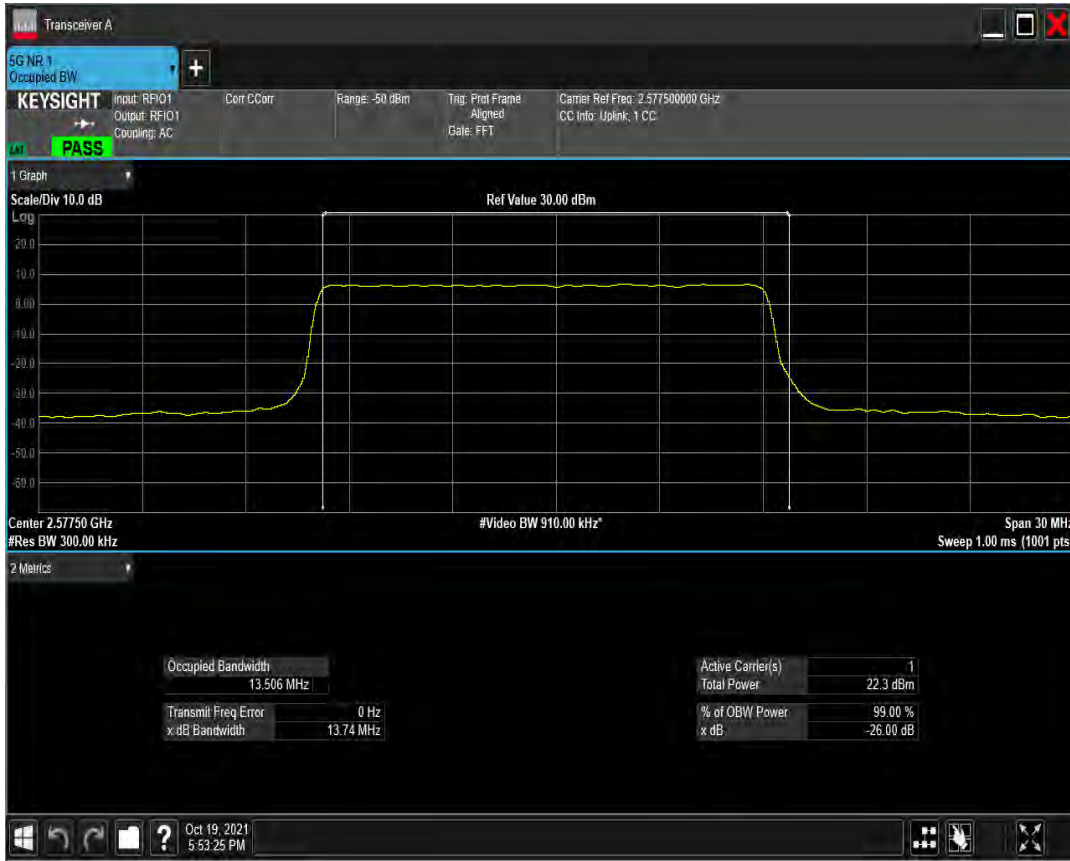 Transceiver A
5G NR 1
Occupied BW
+
KEYSIGHT
Input: RFIO1
Output: RFIO1
Coupling: AC
Corr CCorr
Range: -50 dBm
Trig: Prot Frame
Aligned
Gate: FFT
Carrier Ref Freq: 2.577500000 GHz
CC Info: Uplink, 1 CC
PASS
1 Graph
Scale/Div 10.0 dB
Ref Value 30.00 dBm
Log
20.0
10.0
0.00
-10.0
-20.0
-30.0
-40.0
-50.0
-60.0
Center 2.57750 GHz
#Video BW 910.00 kHz*
Span 30 MHz
#Res BW 300.00 kHz
Sweep 1.00 ms (1001 pts
2 Metrics
Occupied Bandwidth
13.506 MHz
Transmit Freq Error 0 Hz
x dB Bandwidth 13.74 MHz
Active Carrier(s) 1
Total Power 22.3 dBm
% of OBW Power 99.00 %
x dB -26.00 dB
?
Oct 19, 2021
5:53:25 PM